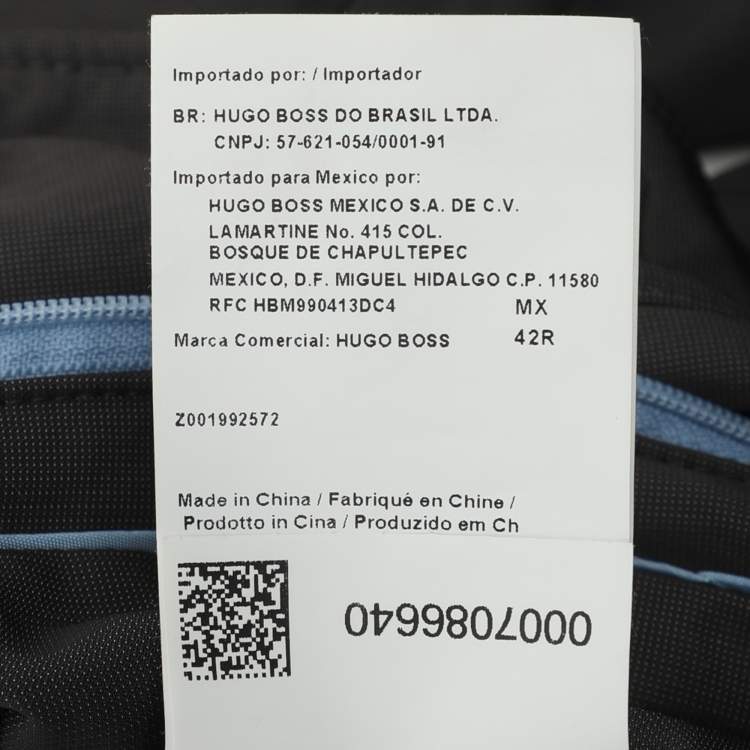 Importado por: / Importador
BR: HUGO BOSS DO BRASIL LTDA.
CNPJ: 57-621-054/0001-91
Importado para Mexico por:
HUGO BOSS MEXICO S.A. DE C.V.
LAMARTINE No. 415 COL.
BOSQUE DE CHAPULTEPEC
MEXICO, D.F. MIGUEL HIDALGO C.P. 11580
RFC HBM990413DC4 MX
Marca Comercial: HUGO BOSS 42R
Z001992572
Made in China / Fabriqué en Chine /
Prodotto in Cina / Produzido em Ch
0007086640